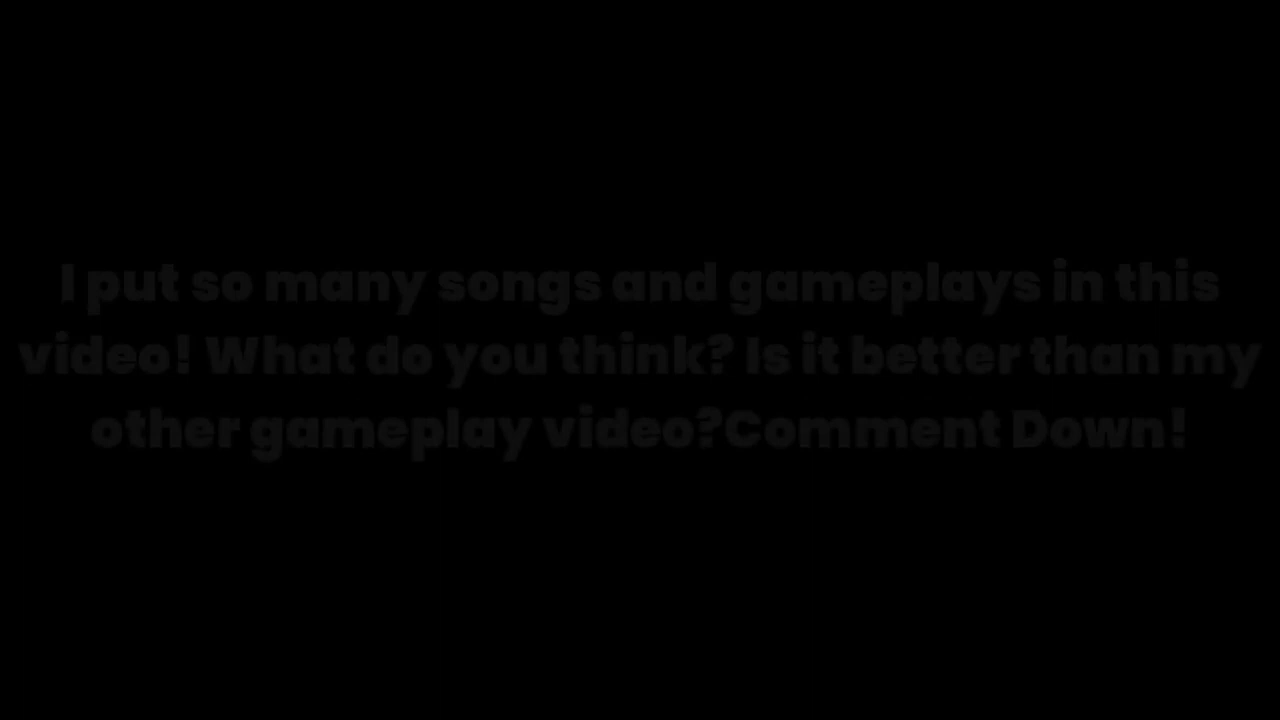 I put so many songs and gameplays in this
video! What do you think? Is it better than my
other gameplay video?Comment Down!